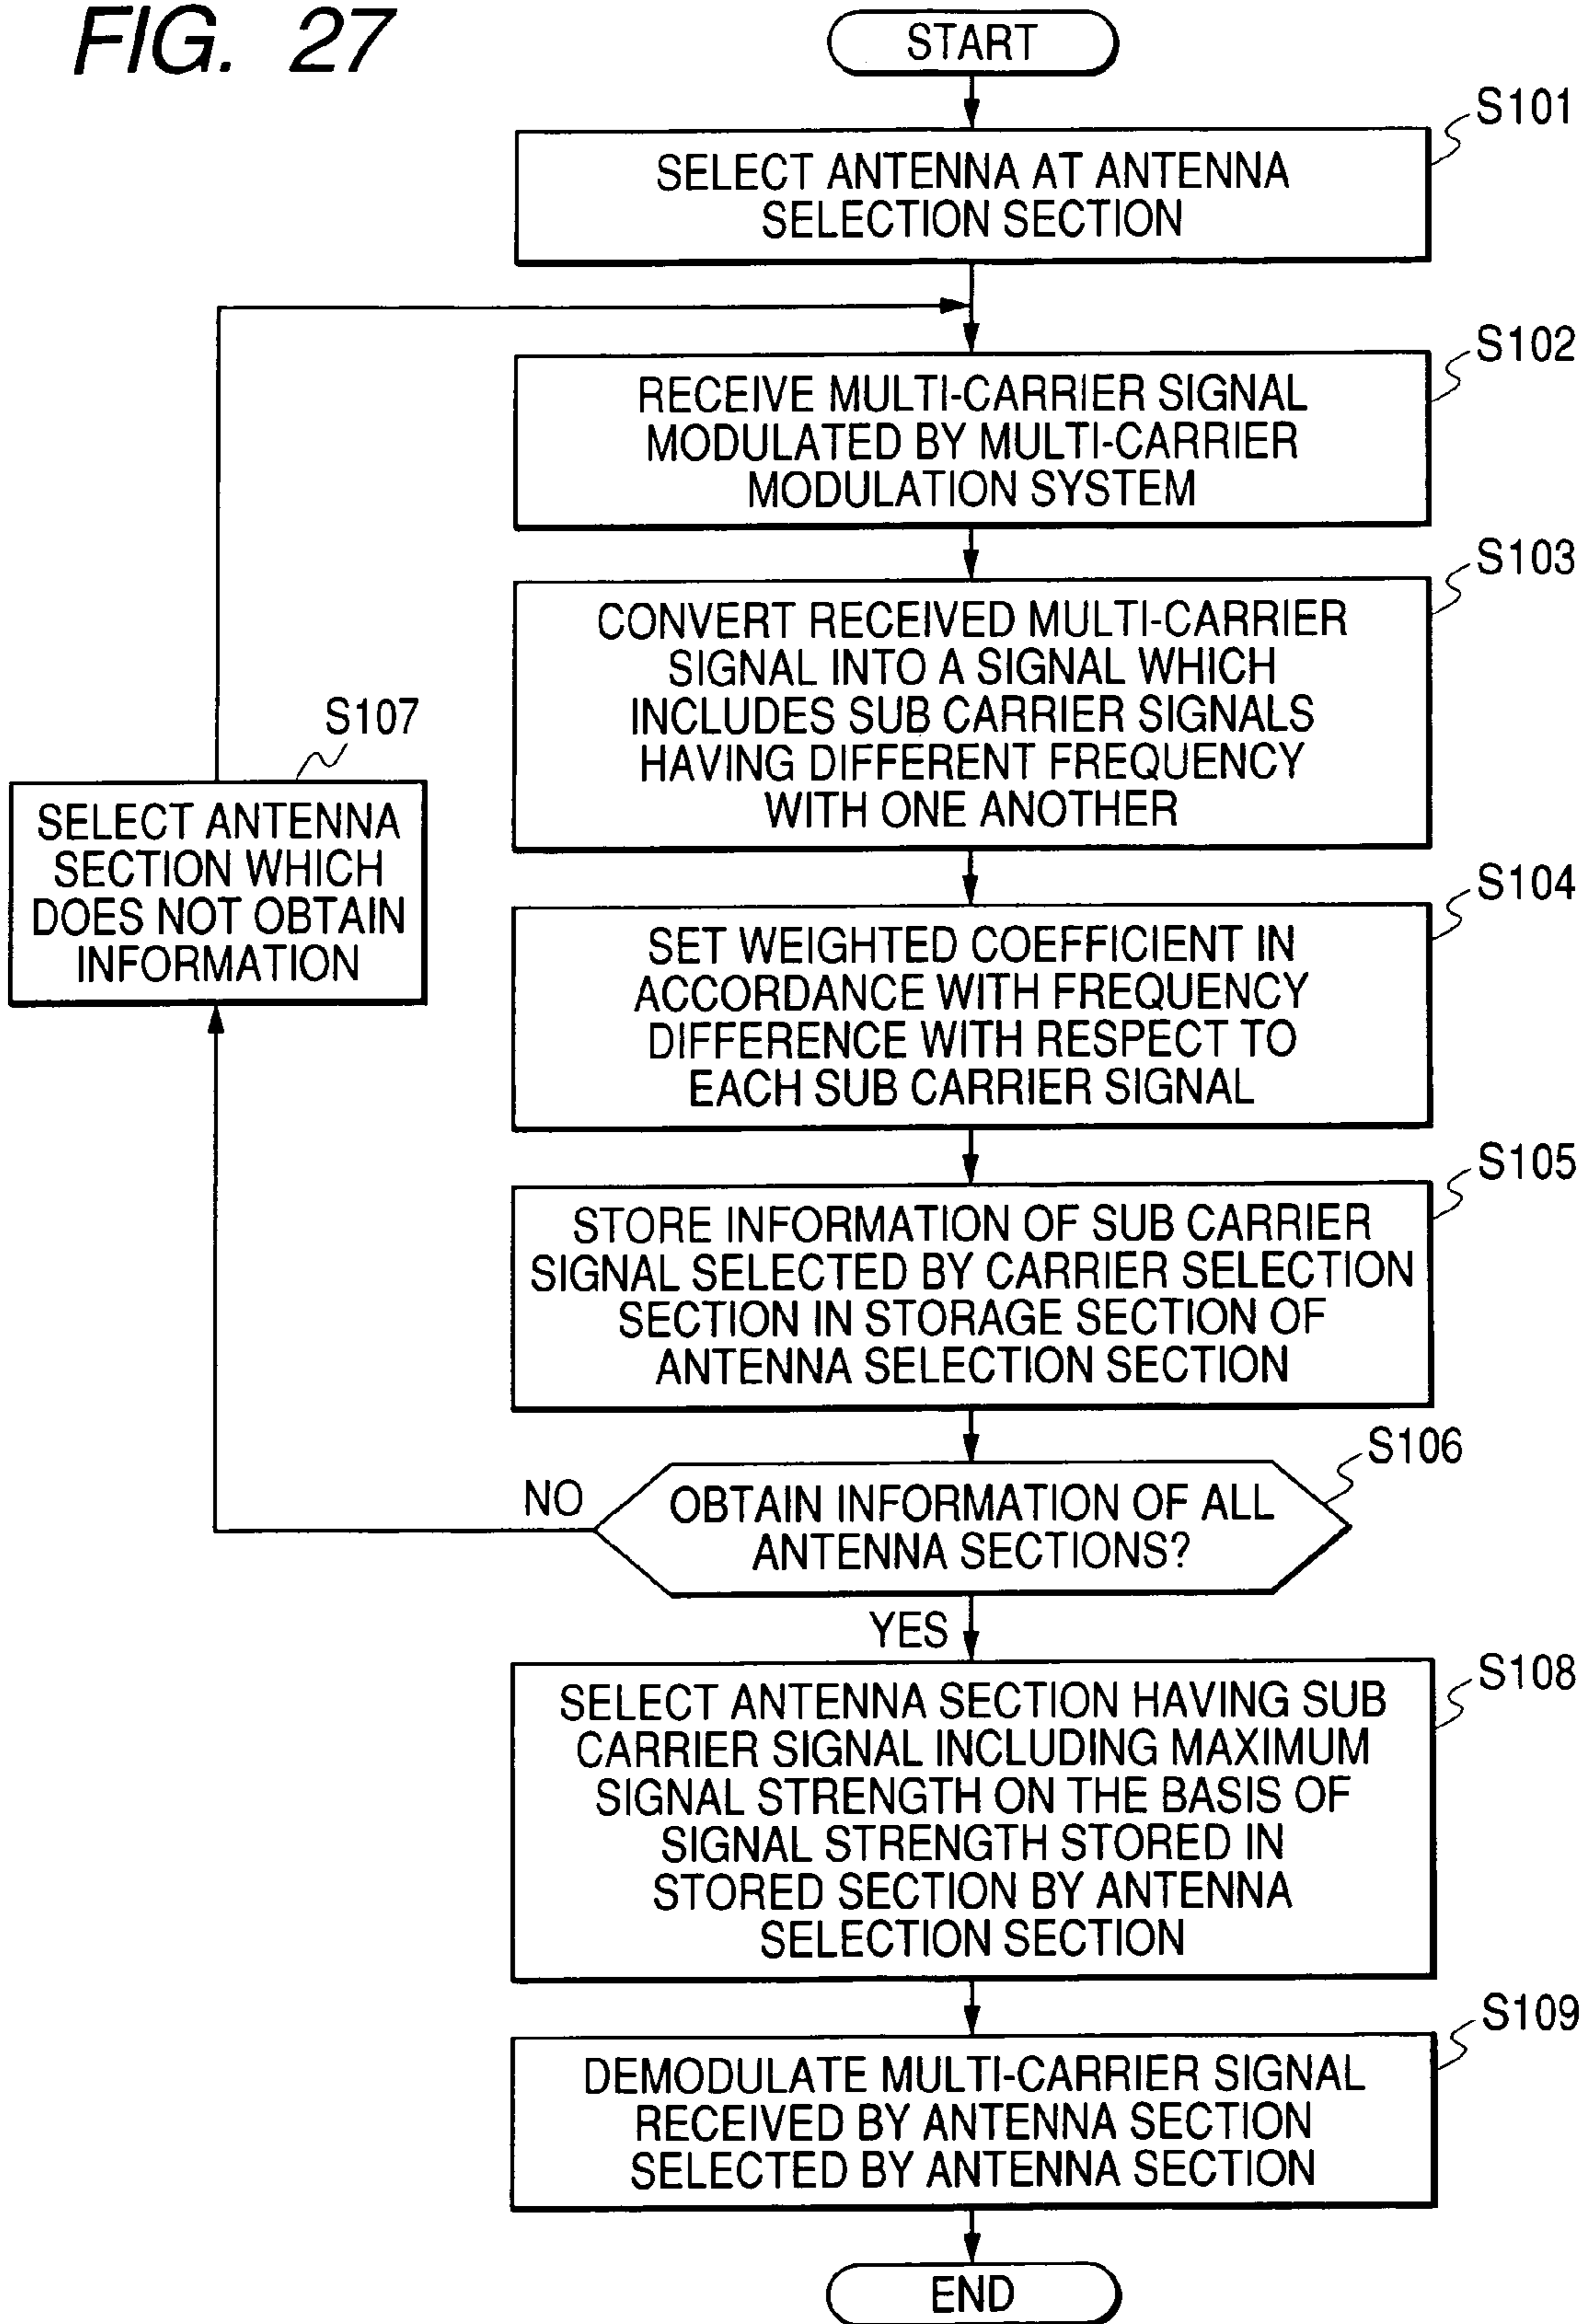 FIG. 27
START
S101
SELECT ANTENNA AT ANTENNA
SELECTION SECTION
S102
RECEIVE MULTI-CARRIER SIGNAL
MODULATED BY MULTI-CARRIER
MODULATION SYSTEM
S103
CONVERT RECEIVED MULTI-CARRIER
SIGNAL INTO A SIGNAL WHICH
INCLUDES SUB CARRIER SIGNALS
HAVING DIFFERENT FREQUENCY
WITH ONE ANOTHER
S107
SELECT ANTENNA
SECTION WHICH
DOES NOT OBTAIN
INFORMATION
S104
SET WEIGHTED COEFFICIENT IN
ACCORDANCE WITH FREQUENCY
DIFFERENCE WITH RESPECT TO
EACH SUB CARRIER SIGNAL
S105
STORE INFORMATION OF SUB CARRIER
SIGNAL SELECTED BY CARRIER SELECTION
SECTION IN STORAGE SECTION OF
ANTENNA SELECTION SECTION
S106
NO
OBTAIN INFORMATION OF ALL
ANTENNA SECTIONS?
YES
S108
SELECT ANTENNA SECTION HAVING SUB
CARRIER SIGNAL INCLUDING MAXIMUM
SIGNAL STRENGTH ON THE BASIS OF
SIGNAL STRENGTH STORED IN
STORED SECTION BY ANTENNA
SELECTION SECTION
S109
DEMODULATE MULTI-CARRIER SIGNAL
RECEIVED BY ANTENNA SECTION
SELECTED BY ANTENNA SECTION
END